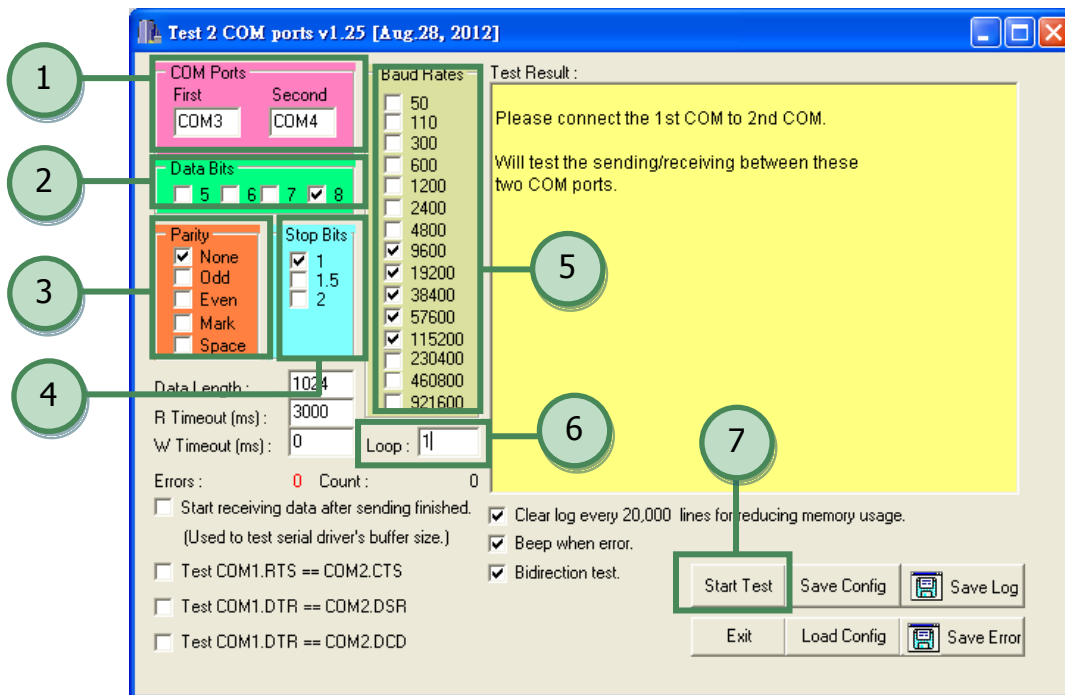 Test 2 COM ports v1.25 [Aug.28, 2012]
1
COM Ports
First Second
COM3 COM4
2
Data Bits
5 6 7 8
3
Parity
None
Odd
Even
Mark
Space
4
Stop Bits
1
1.5
2
Baud Rates
50
110
300
600
1200
2400
4800
9600
19200
38400
57600
115200
230400
460800
921600
5
Data Length : 1024
R Timeout (ms) : 3000
W Timeout (ms) : 0
Loop : 1
6
Errors : 0 Count : 0
Start receiving data after sending finished.
(Used to test serial driver's buffer size.)
Test COM1.RTS == COM2.CTS
Test COM1.DTR == COM2.DSR
Test COM1.DTR == COM2.DCD
Test Result :
Please connect the 1st COM to 2nd COM.
Will test the sending/receiving between these
two COM ports.
7
Clear log every 20,000 lines for reducing memory usage.
Beep when error.
Bidirection test.
Start Test Save Config Save Log
Exit Load Config Save Error